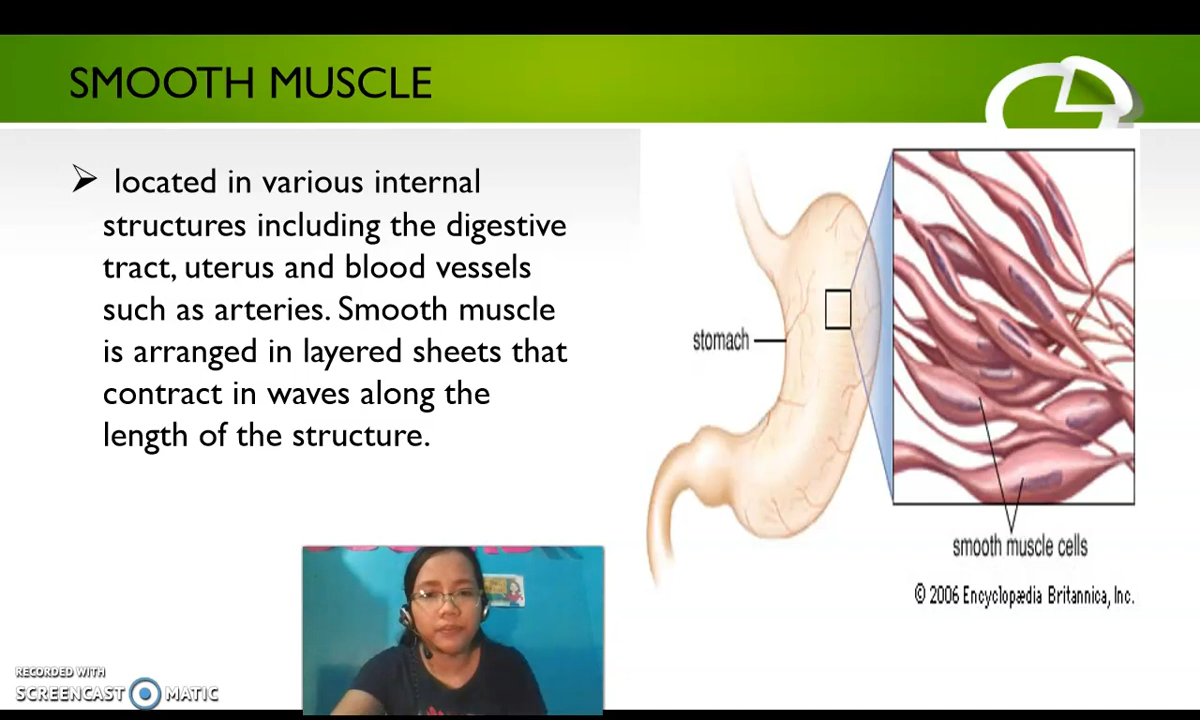 SMOOTH MUSCLE
➢ located in various internal
structures including the digestive
tract, uterus and blood vessels
such as arteries. Smooth muscle
is arranged in layered sheets that
contract in waves along the
length of the structure.
stomach
smooth muscle cells
© 2006 Encyclopædia Britannica, Inc.
RECORDED WITH
SCREENCAST MATIC